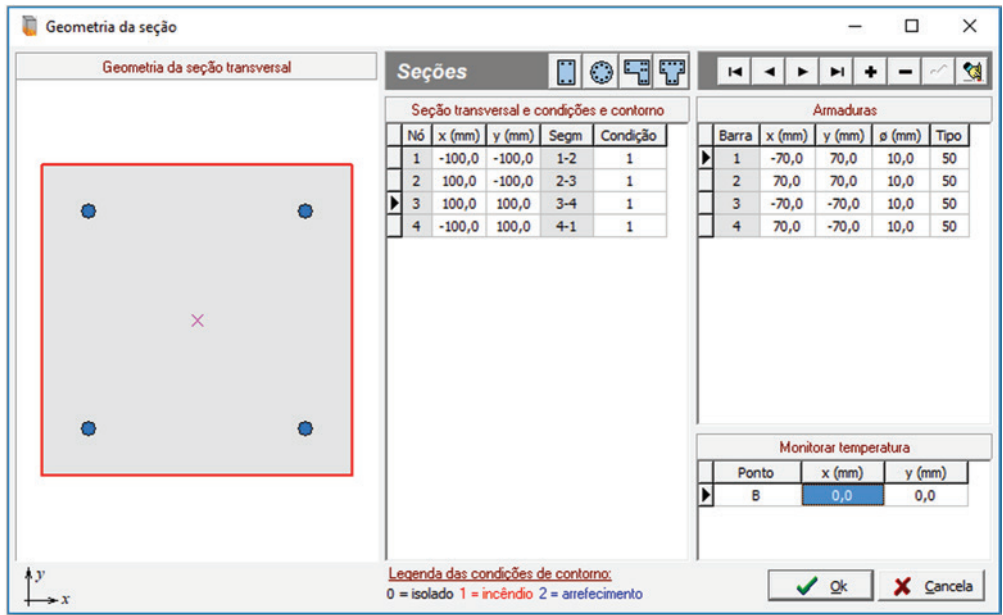 Geometria da seção
Geometria da seção transversal
Seções
Seção transversal e condições e contorno
Nó x (mm) y (mm) Segm Condição
1 -100,0 -100,0 1-2 1
2 100,0 -100,0 2-3 1
3 100,0 100,0 3-4 1
4 -100,0 100,0 4-1 1
Armaduras
Barra x (mm) y (mm) ø (mm) Tipo
1 -70,0 70,0 10,0 50
2 70,0 70,0 10,0 50
3 -70,0 -70,0 10,0 50
4 70,0 -70,0 10,0 50
Monitorar temperatura
Ponto x (mm) y (mm)
B 0,0 0,0
y
x
Legenda das condições de contorno:
0 = isolado 1 = incêndio 2 = arrefecimento
Ok Cancela